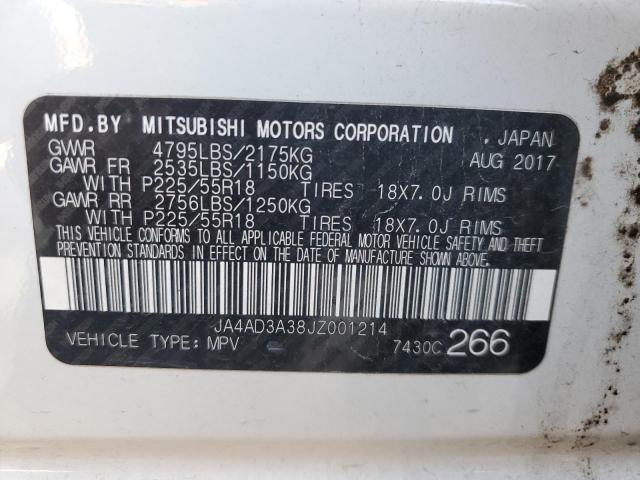 MFD.BY MITSUBISHI MOTORS CORPORATION . JAPAN
GVWR 4795LBS/2175KG AUG 2017
GAWR FR 2535LBS/1150KG
WITH P225/55R18 TIRES 18X7.0J RIMS
GAWR RR 2756LBS/1250KG
WITH P225/55R18 TIRES 18X7.0J RIMS
THIS VEHICLE CONFORMS TO ALL APPLICABLE FEDERAL MOTOR VEHICLE SAFETY AND THEFT
PREVENTION STANDARDS IN EFFECT ON THE DATE OF MANUFACTURE SHOWN ABOVE.
JA4AD3A38JZ001214
VEHICLE TYPE: MPV 7430C 266